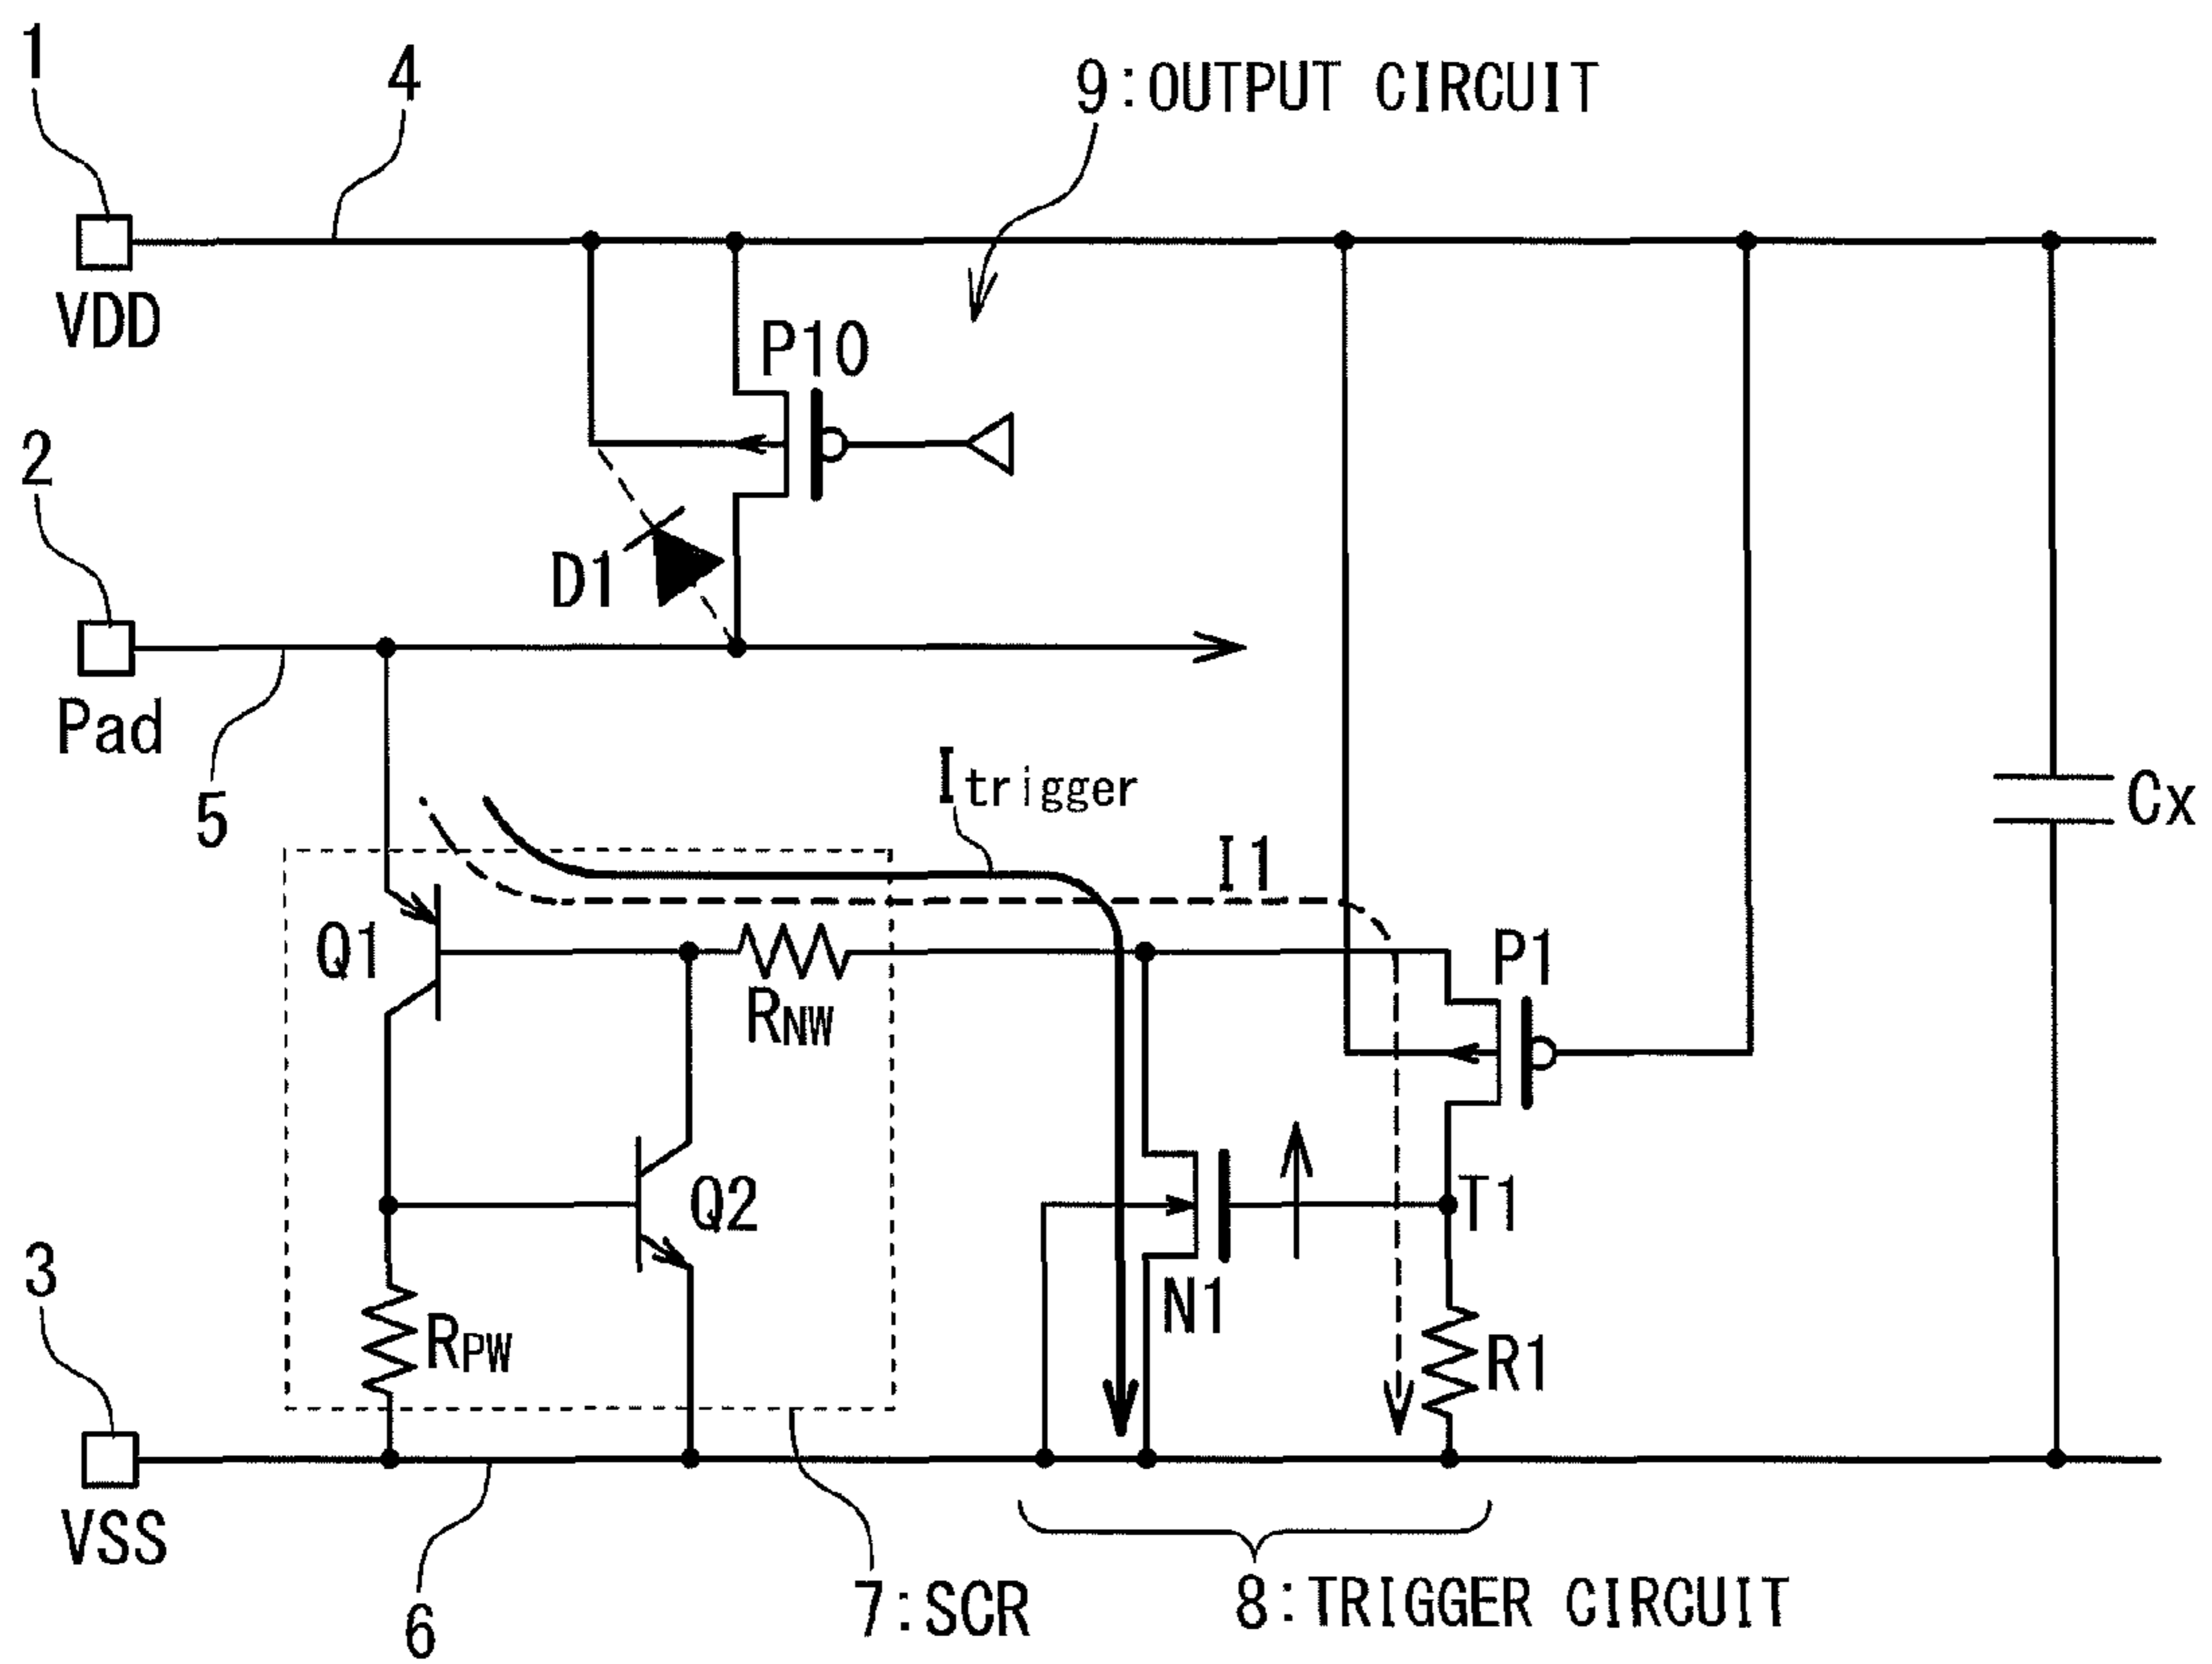 1
4
9:OUTPUT CIRCUIT
VDD
P10
2
D1
Pad
5
Itrigger
Cx
I1
Q1
P1
RNW
Q2
T1
3
N1
RPW
R1
VSS
7:SCR
8:TRIGGER CIRCUIT
6